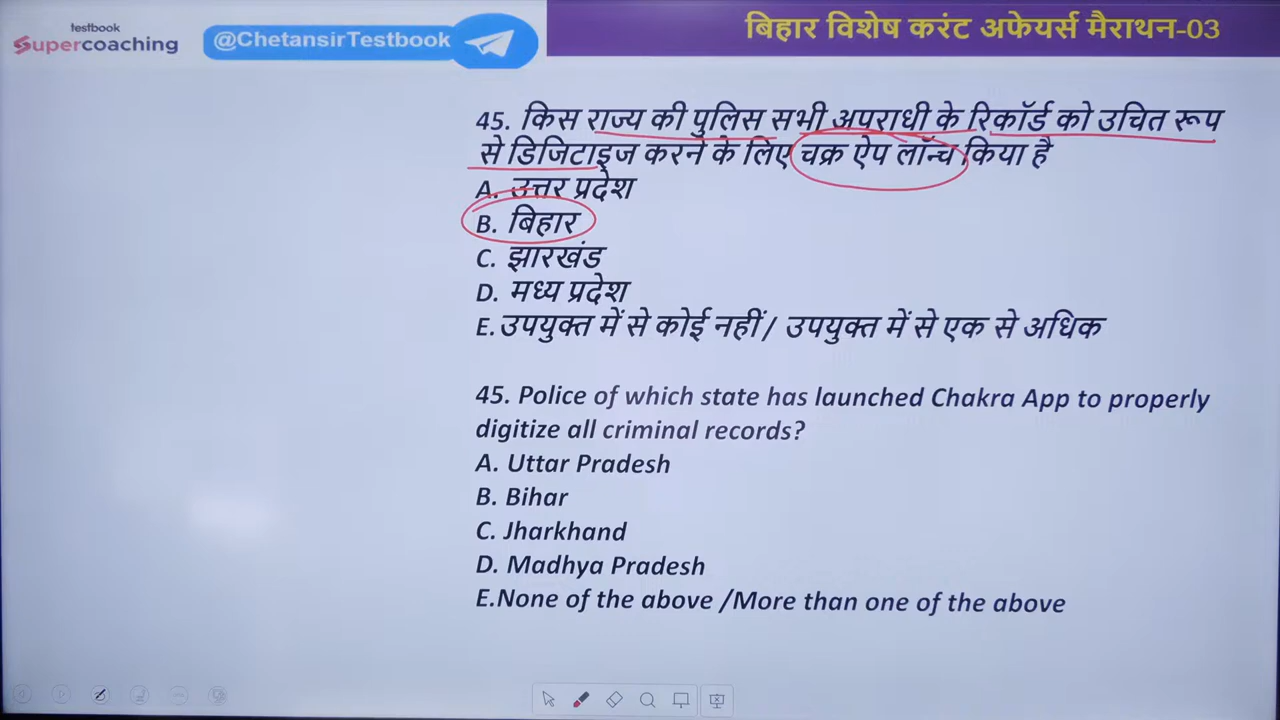 testbook
Supercoaching
@ChetansirTestbook
बिहार विशेष करंट अफेयर्स मैराथन-03
45. किस राज्य की पुलिस सभी अपराधी के रिकॉर्ड को उचित रूप
से डिजिटाइज करने के लिए चक्र ऐप लॉन्च किया है
A. उत्तर प्रदेश
B. बिहार
C. झारखंड
D. मध्य प्रदेश
E. उपयुक्त में से कोई नहीं/ उपयुक्त में से एक से अधिक
45. Police of which state has launched Chakra App to properly
digitize all criminal records?
A. Uttar Pradesh
B. Bihar
C. Jharkhand
D. Madhya Pradesh
E.None of the above /More than one of the above